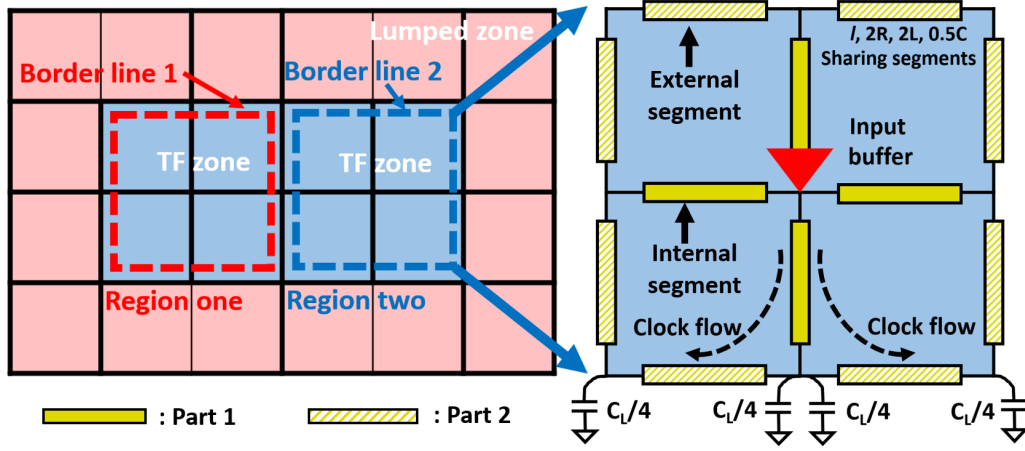 Lumped zone
Border line 1
Border line 2
TF zone
TF zone
Region one
Region two
: Part 1
: Part 2
l, 2R, 2L, 0.5C
Sharing segments
External
segment
Input
buffer
Internal
segment
Clock flow
Clock flow
CL/4
CL/4
CL/4
CL/4